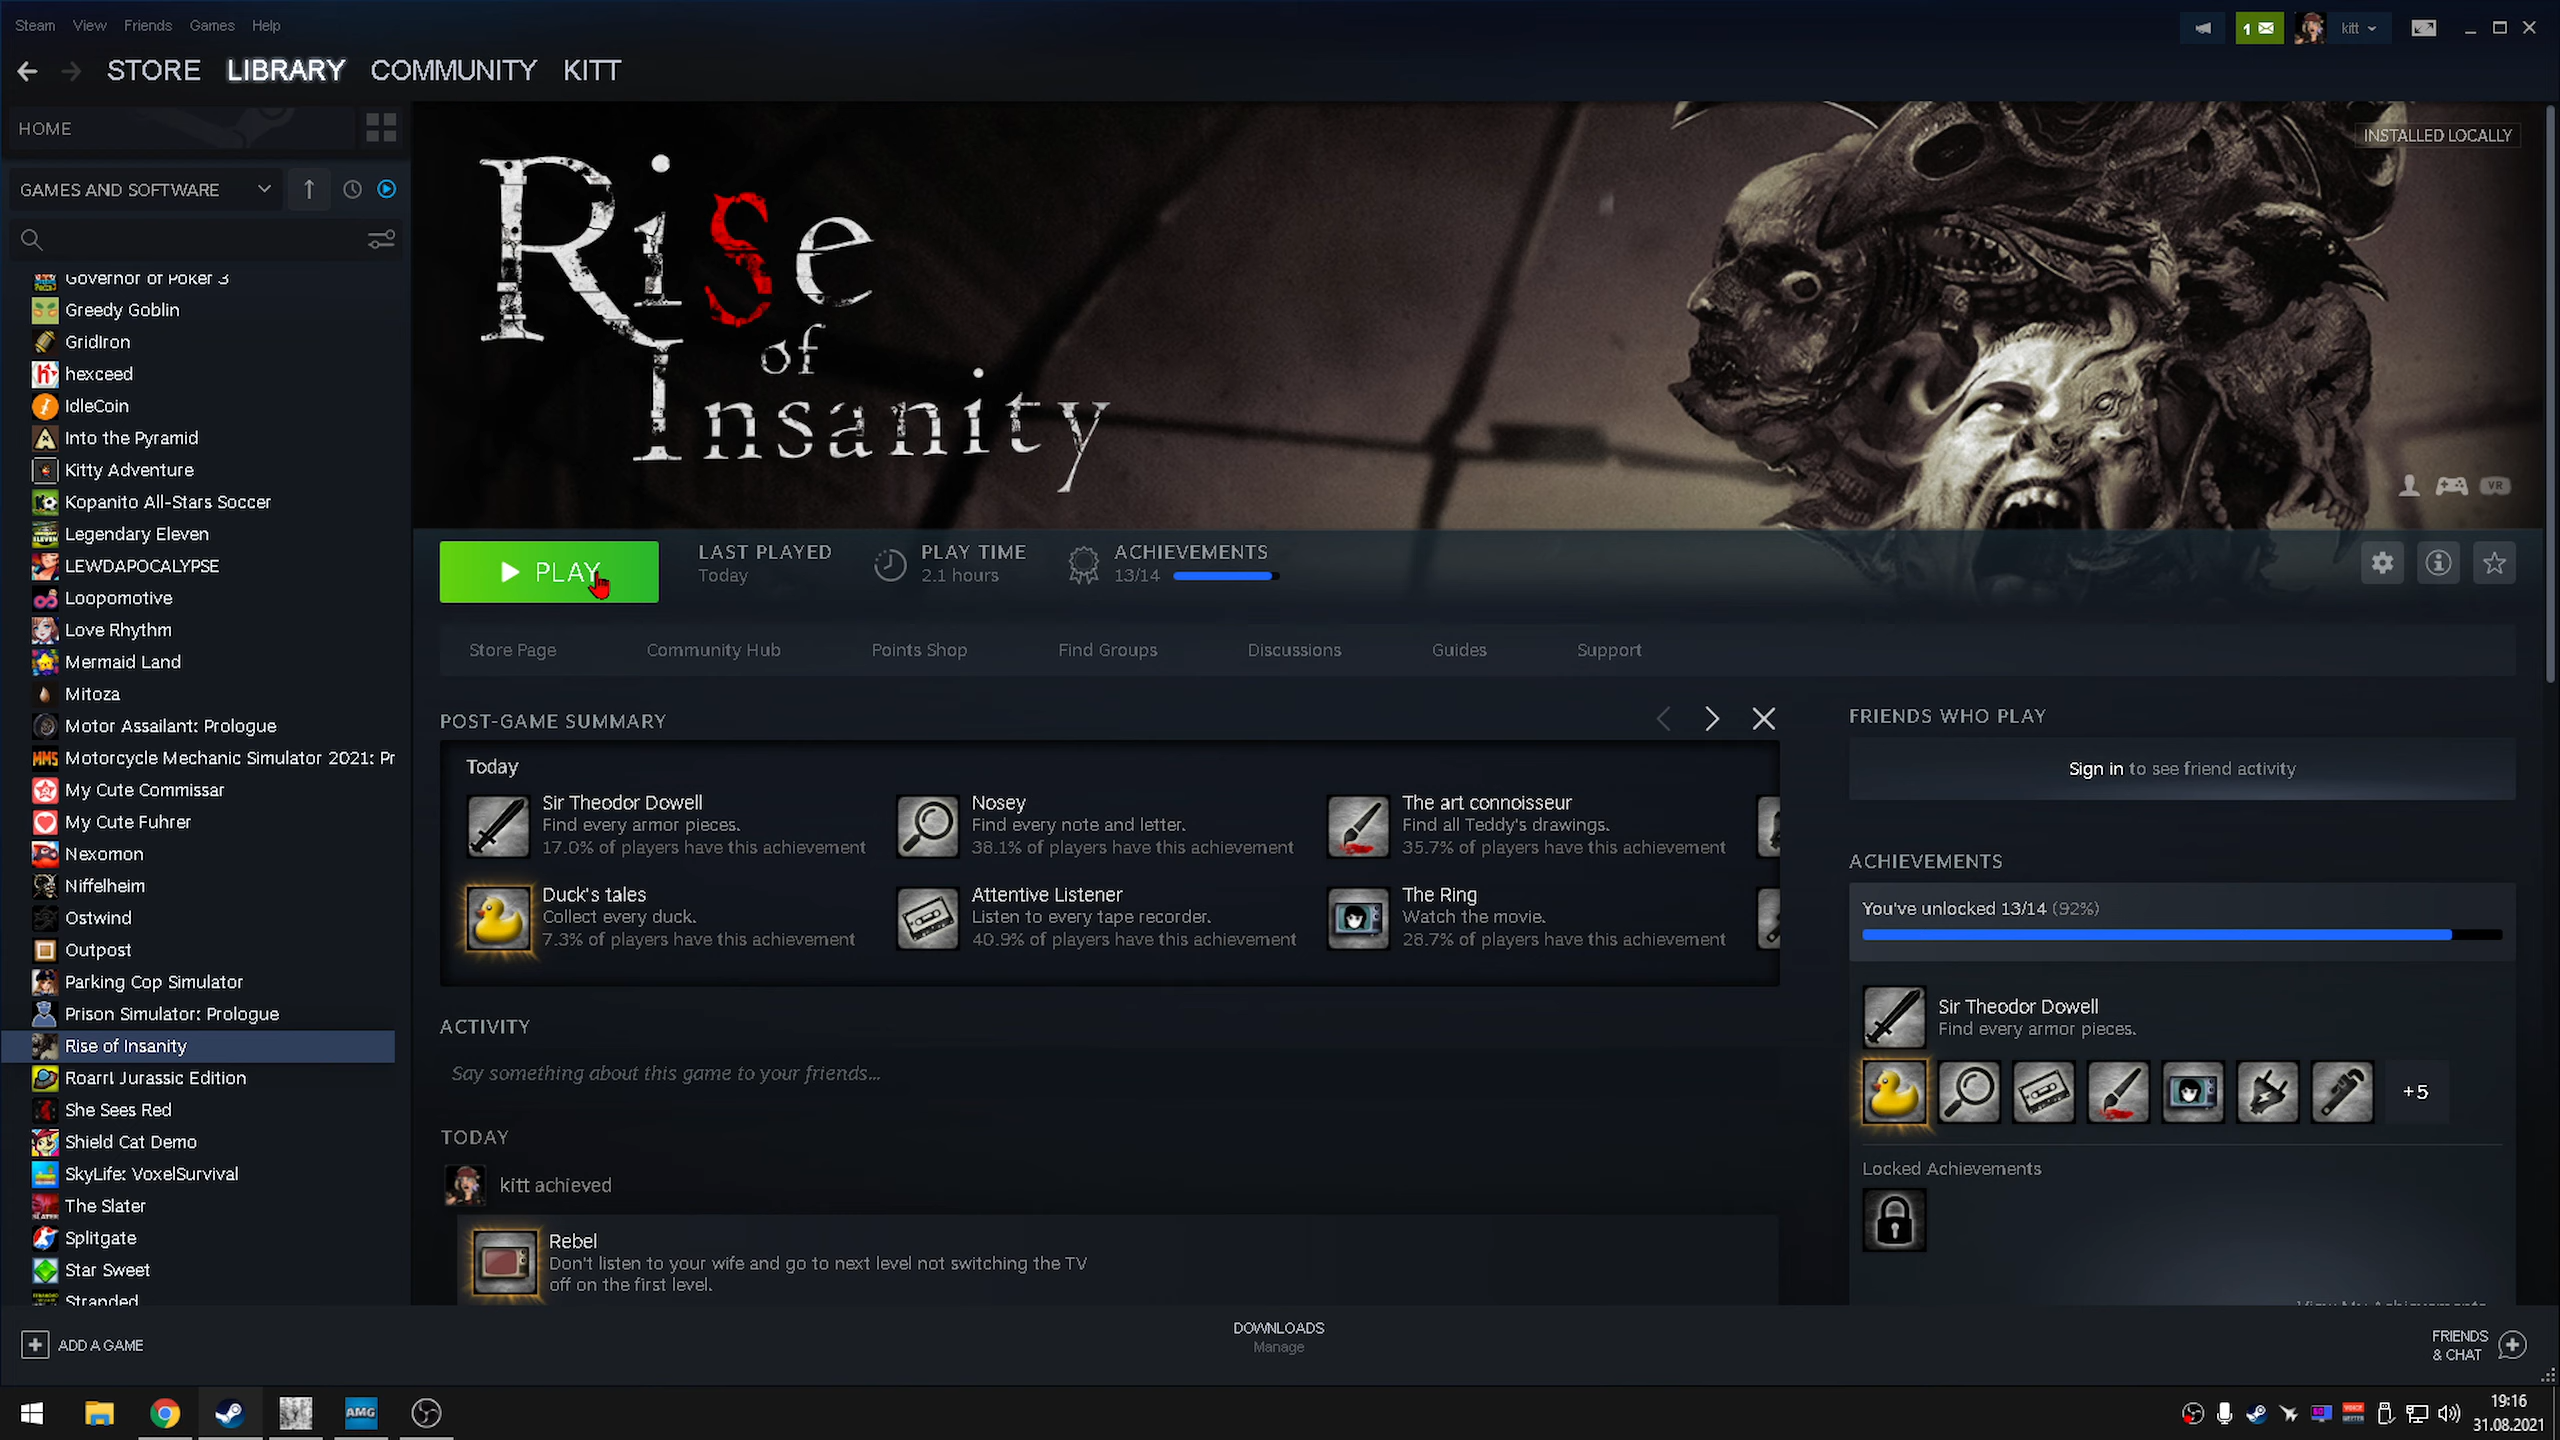 Steam View Friends Games Help
1
kitt
STORE LIBRARY COMMUNITY KITT
HOME
GAMES AND SOFTWARE
Governor of Poker 3
Greedy Goblin
GridIron
hexceed
IdleCoin
Into the Pyramid
Kitty Adventure
Kopanito All-Stars Soccer
Legendary Eleven
LEWDAPOCALYPSE
Loopomotive
Love Rhythm
Mermaid Land
Mitoza
Motor Assailant: Prologue
Motorcycle Mechanic Simulator 2021: Pr
My Cute Commissar
My Cute Fuhrer
Nexomon
Niffelheim
Ostwind
Outpost
Parking Cop Simulator
Prison Simulator: Prologue
Rise of Insanity
Roarr! Jurassic Edition
She Sees Red
Shield Cat Demo
SkyLife: VoxelSurvival
The Slater
Splitgate
Star Sweet
Stranded
ADD A GAME
INSTALLED LOCALLY
Rise
of
Insanity
VR
PLAY
LAST PLAYED
Today
PLAY TIME
2.1 hours
ACHIEVEMENTS
13/14
Store Page Community Hub Points Shop Find Groups Discussions Guides Support
POST-GAME SUMMARY
Today
Sir Theodor Dowell
Find every armor pieces.
17.0% of players have this achievement
Nosey
Find every note and letter.
38.1% of players have this achievement
The art connoisseur
Find all Teddy's drawings.
35.7% of players have this achievement
Duck's tales
Collect every duck.
7.3% of players have this achievement
Attentive Listener
Listen to every tape recorder.
40.9% of players have this achievement
The Ring
Watch the movie.
28.7% of players have this achievement
ACTIVITY
Say something about this game to your friends...
TODAY
kitt achieved
Rebel
Don't listen to your wife and go to next level not switching the TV
off on the first level.
FRIENDS WHO PLAY
Sign in to see friend activity
ACHIEVEMENTS
You've unlocked 13/14 (92%)
Sir Theodor Dowell
Find every armor pieces.
+5
Locked Achievements
View My Achievements
DOWNLOADS
Manage
FRIENDS
& CHAT
AMG
19:16
31.08.2021